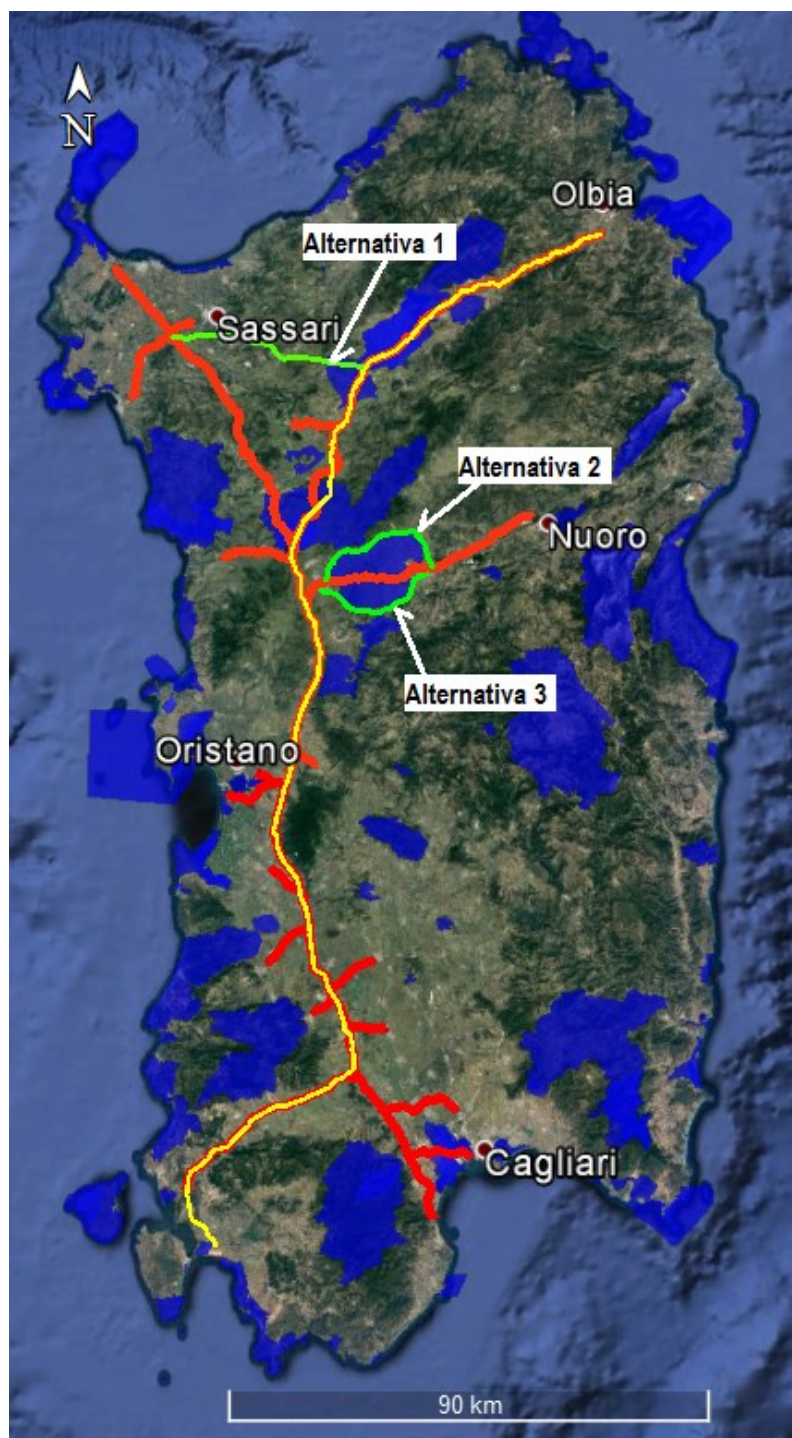 N
Olbia
Alternativa 1
Sassari
Alternativa 2
Nuoro
Alternativa 3
Oristano
Cagliari
90 km